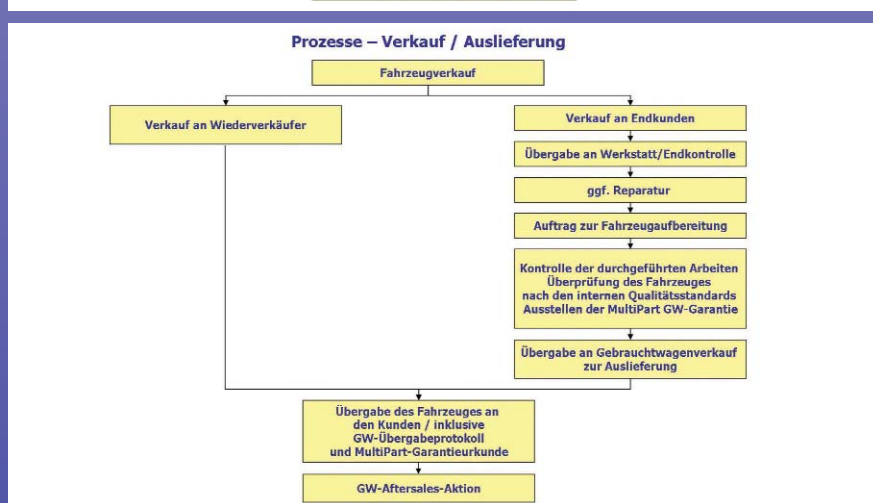 Prozesse – Verkauf / Auslieferung
Fahrzeugverkauf
Verkauf an Wiederverkäufer
Verkauf an Endkunden
Übergabe an Werkstatt/Endkontrolle
ggf. Reparatur
Auftrag zur Fahrzeugaufbereitung
Kontrolle der durchgeführten Arbeiten
Überprüfung des Fahrzeuges
nach den internen Qualitätsstandards
Ausstellen der MultiPart GW-Garantie
Übergabe an Gebrauchtwagenverkauf
zur Auslieferung
Übergabe des Fahrzeuges an
den Kunden / inklusive
GW-Übergabeprotokoll
und MultiPart-Garantieurkunde
GW-Aftersales-Aktion